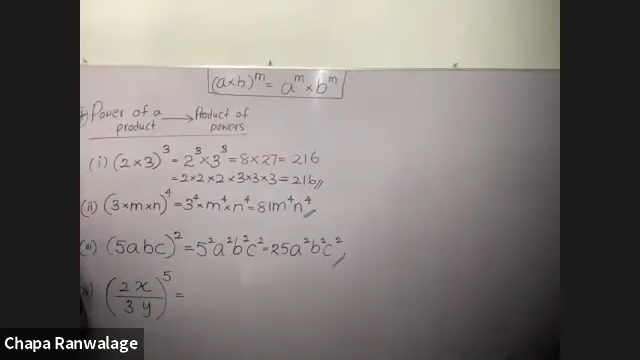 (a×b)^m = a^m × b^m
Power of a product → Product of powers
(i) (2×3)^3 = 2^3×3^3 = 8×27 = 216
= 2×2×2×3×3×3 = 216
(ii) (3×m×n)^4 = 3^4×m^4×n^4 = 81m^4n^4
(iii) (5abc)^2 = 5^2a^2b^2c^2 = 25a^2b^2c^2
(2x/3y)^5 =
Chapa Ranwalage